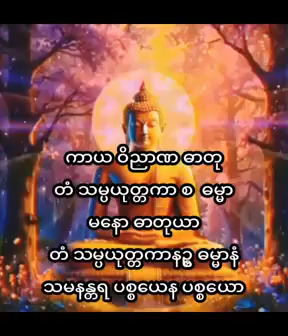 ကာယ ဝိညာဏ ဓာတု
တံ သမ္ပယုတ္တကာ စ ဓမ္မာ
မနော ဓာတုယာ
တံ သမ္ပယုတ္တကာနဉ္စ ဓမ္မာနံ
သမနန္တရ ပစ္စယေန ပစ္စယော